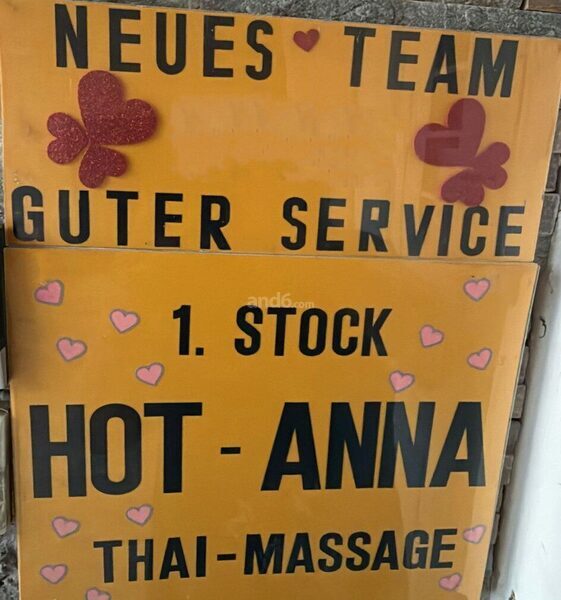 NEUES TEAM
GUTER SERVICE
and6.com
1. STOCK
HOT - ANNA
THAI-MASSAGE